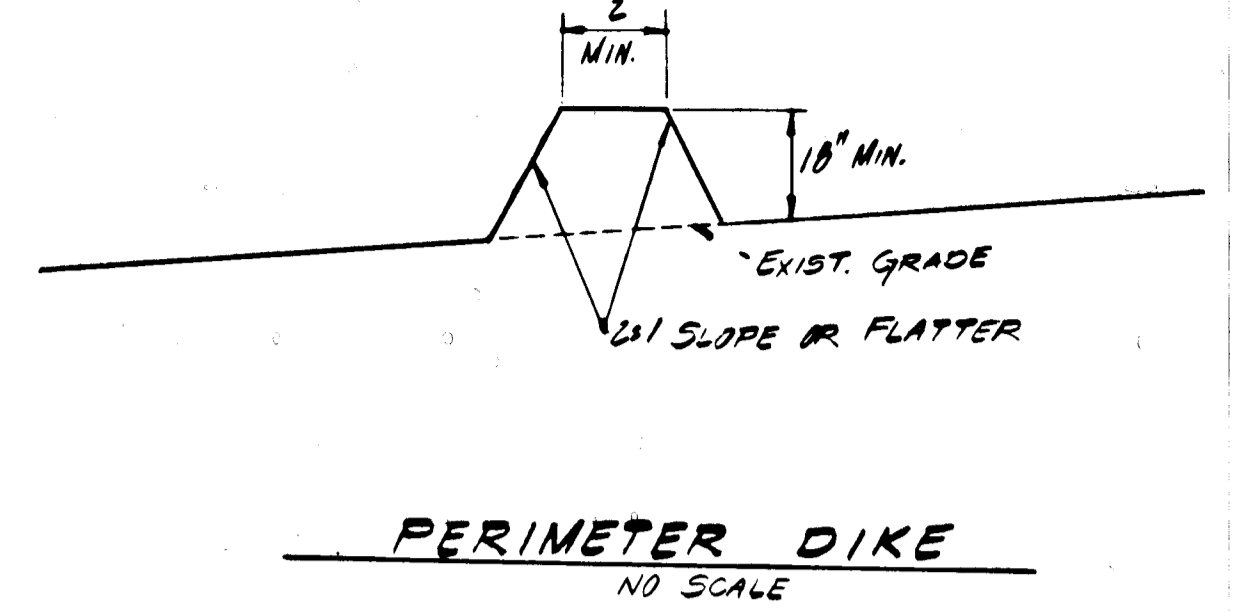 2
MIN.
18" MIN.
EXIST. GRADE
2:1 SLOPE OR FLATTER
PERIMETER DIKE
NO SCALE